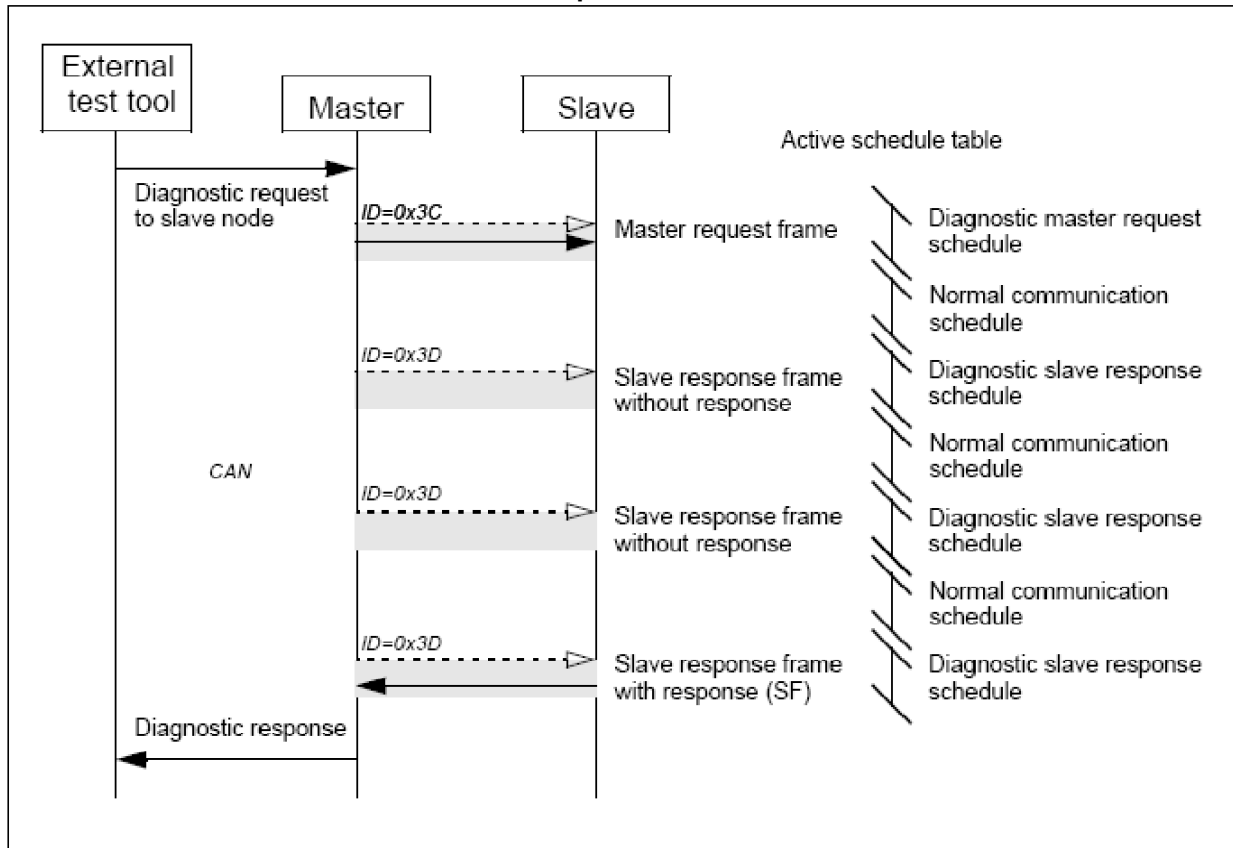 External
test tool
Master
Slave
Active schedule table
Diagnostic request
to slave node
ID=0x3C
Master request frame
Diagnostic master request
schedule
Normal communication
schedule
ID=0x3D
Slave response frame
without response
Diagnostic slave response
schedule
Normal communication
schedule
CAN
ID=0x3D
Slave response frame
without response
Diagnostic slave response
schedule
Normal communication
schedule
ID=0x3D
Slave response frame
with response (SF)
Diagnostic slave response
schedule
Diagnostic response